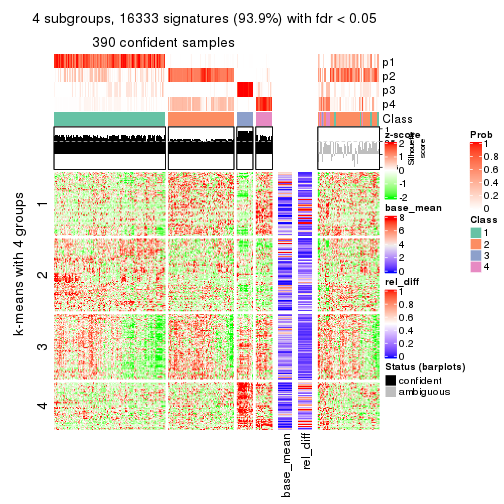 4 subgroups, 16333 signatures (93.9%) with fdr < 0.05
390 confident samples
p1
p2
p3
p4
Class
1
Silhouette
score
z-score
2
1
0
-1
-2
Prob
1
0.8
0.6
0.4
0.2
0
base_mean
8
6
4
2
0
Class
1
2
3
4
rel_diff
1
0.8
0.6
0.4
0.2
0
Status (barplots)
confident
ambiguous
k-means with 4 groups
1
2
3
4
base_mean
rel_diff